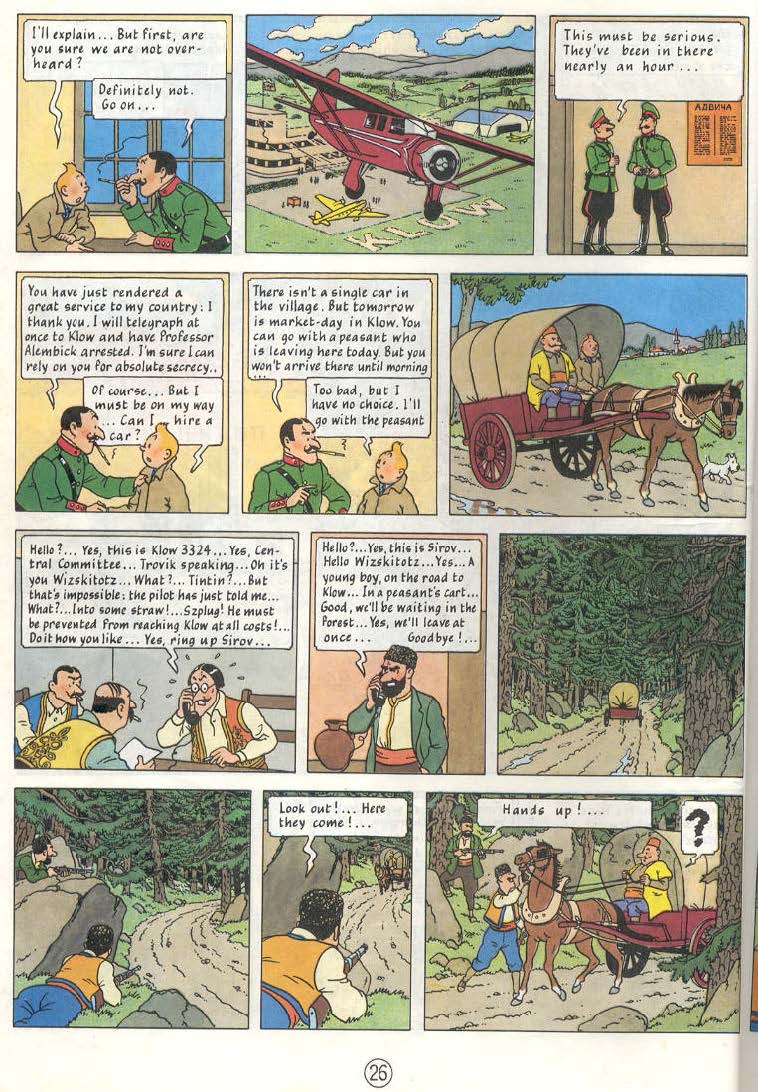 I'll explain... But first, are
you sure we are not over-
heard?
Definitely not.
Go on...
KLOW
This must be serious.
They've been in there
nearly an hour ...
АДВИЧА
You have just rendered a
great service to my country: I
thank you. I will telegraph at
once to Klow and have Professor
Alembick arrested. I'm sure I can
rely on you for absolute secrecy..
Of course... But I
must be on my way
... Can I hire a
car?
There isn't a single car in
the village. But tomorrow
is market-day in Klow. You
can go with a peasant who
is leaving here today. But you
won't arrive there until morning
...
Too bad, but I
have no choice. I'll
go with the peasant
?
Hello?... Yes, this is Klow 3324... Yes, Cen-
tral Committee... Trovik speaking... Oh it's
you Wizskitotz... What?... Tintin?... But
that's impossible: the pilot has just told me...
What?... Into some straw!... Szplug! He must
be prevented from reaching Klow at all costs!...
Do it how you like... Yes, ring up Sirov...
Hello?...Yes, this is Sirov...
Hello Wizskitotz...Yes... A
young boy, on the road to
Klow... In a peasant's cart...
Good, we'll be waiting in the
forest... Yes, we'll leave at
once ... Goodbye!...
Look out!... Here
they come!...
Hands up!...
?
26